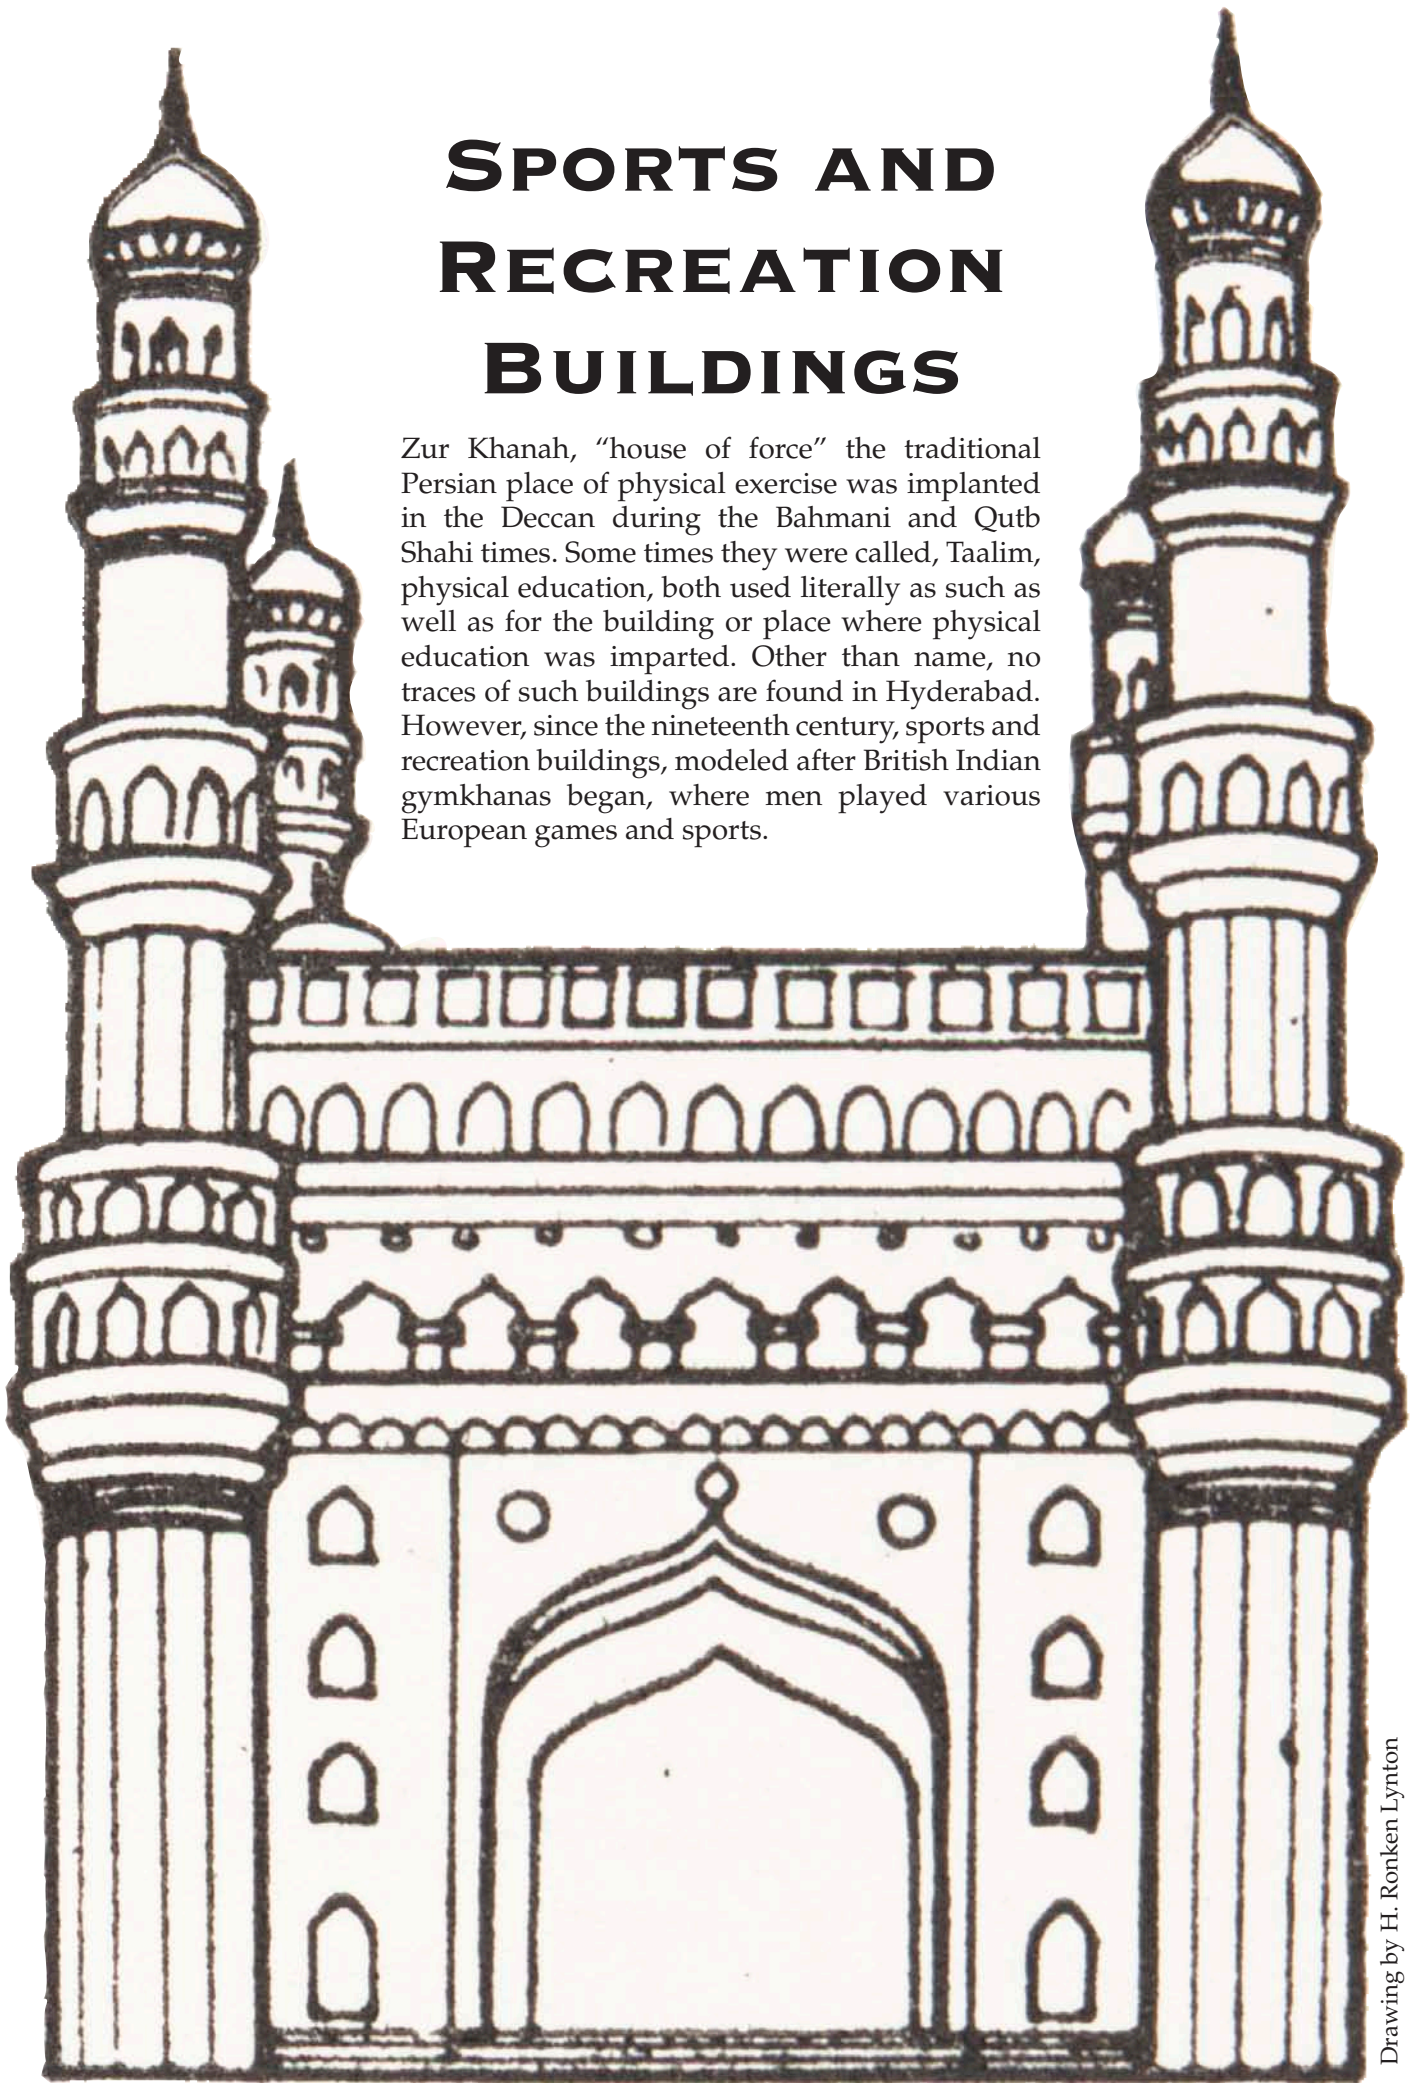 SPORTS AND
RECREATION
BUILDINGS
Zur Khanah, “house of force” the traditional
Persian place of physical exercise was implanted
in the Deccan during the Bahmani and Qutb
Shahi times. Some times they were called, Taalim,
physical education, both used literally as such as
well as for the building or place where physical
education was imparted. Other than name, no
traces of such buildings are found in Hyderabad.
However, since the nineteenth century, sports and
recreation buildings, modeled after British Indian
gymkhanas began, where men played various
European games and sports.
Drawing by H. Ronken Lynton